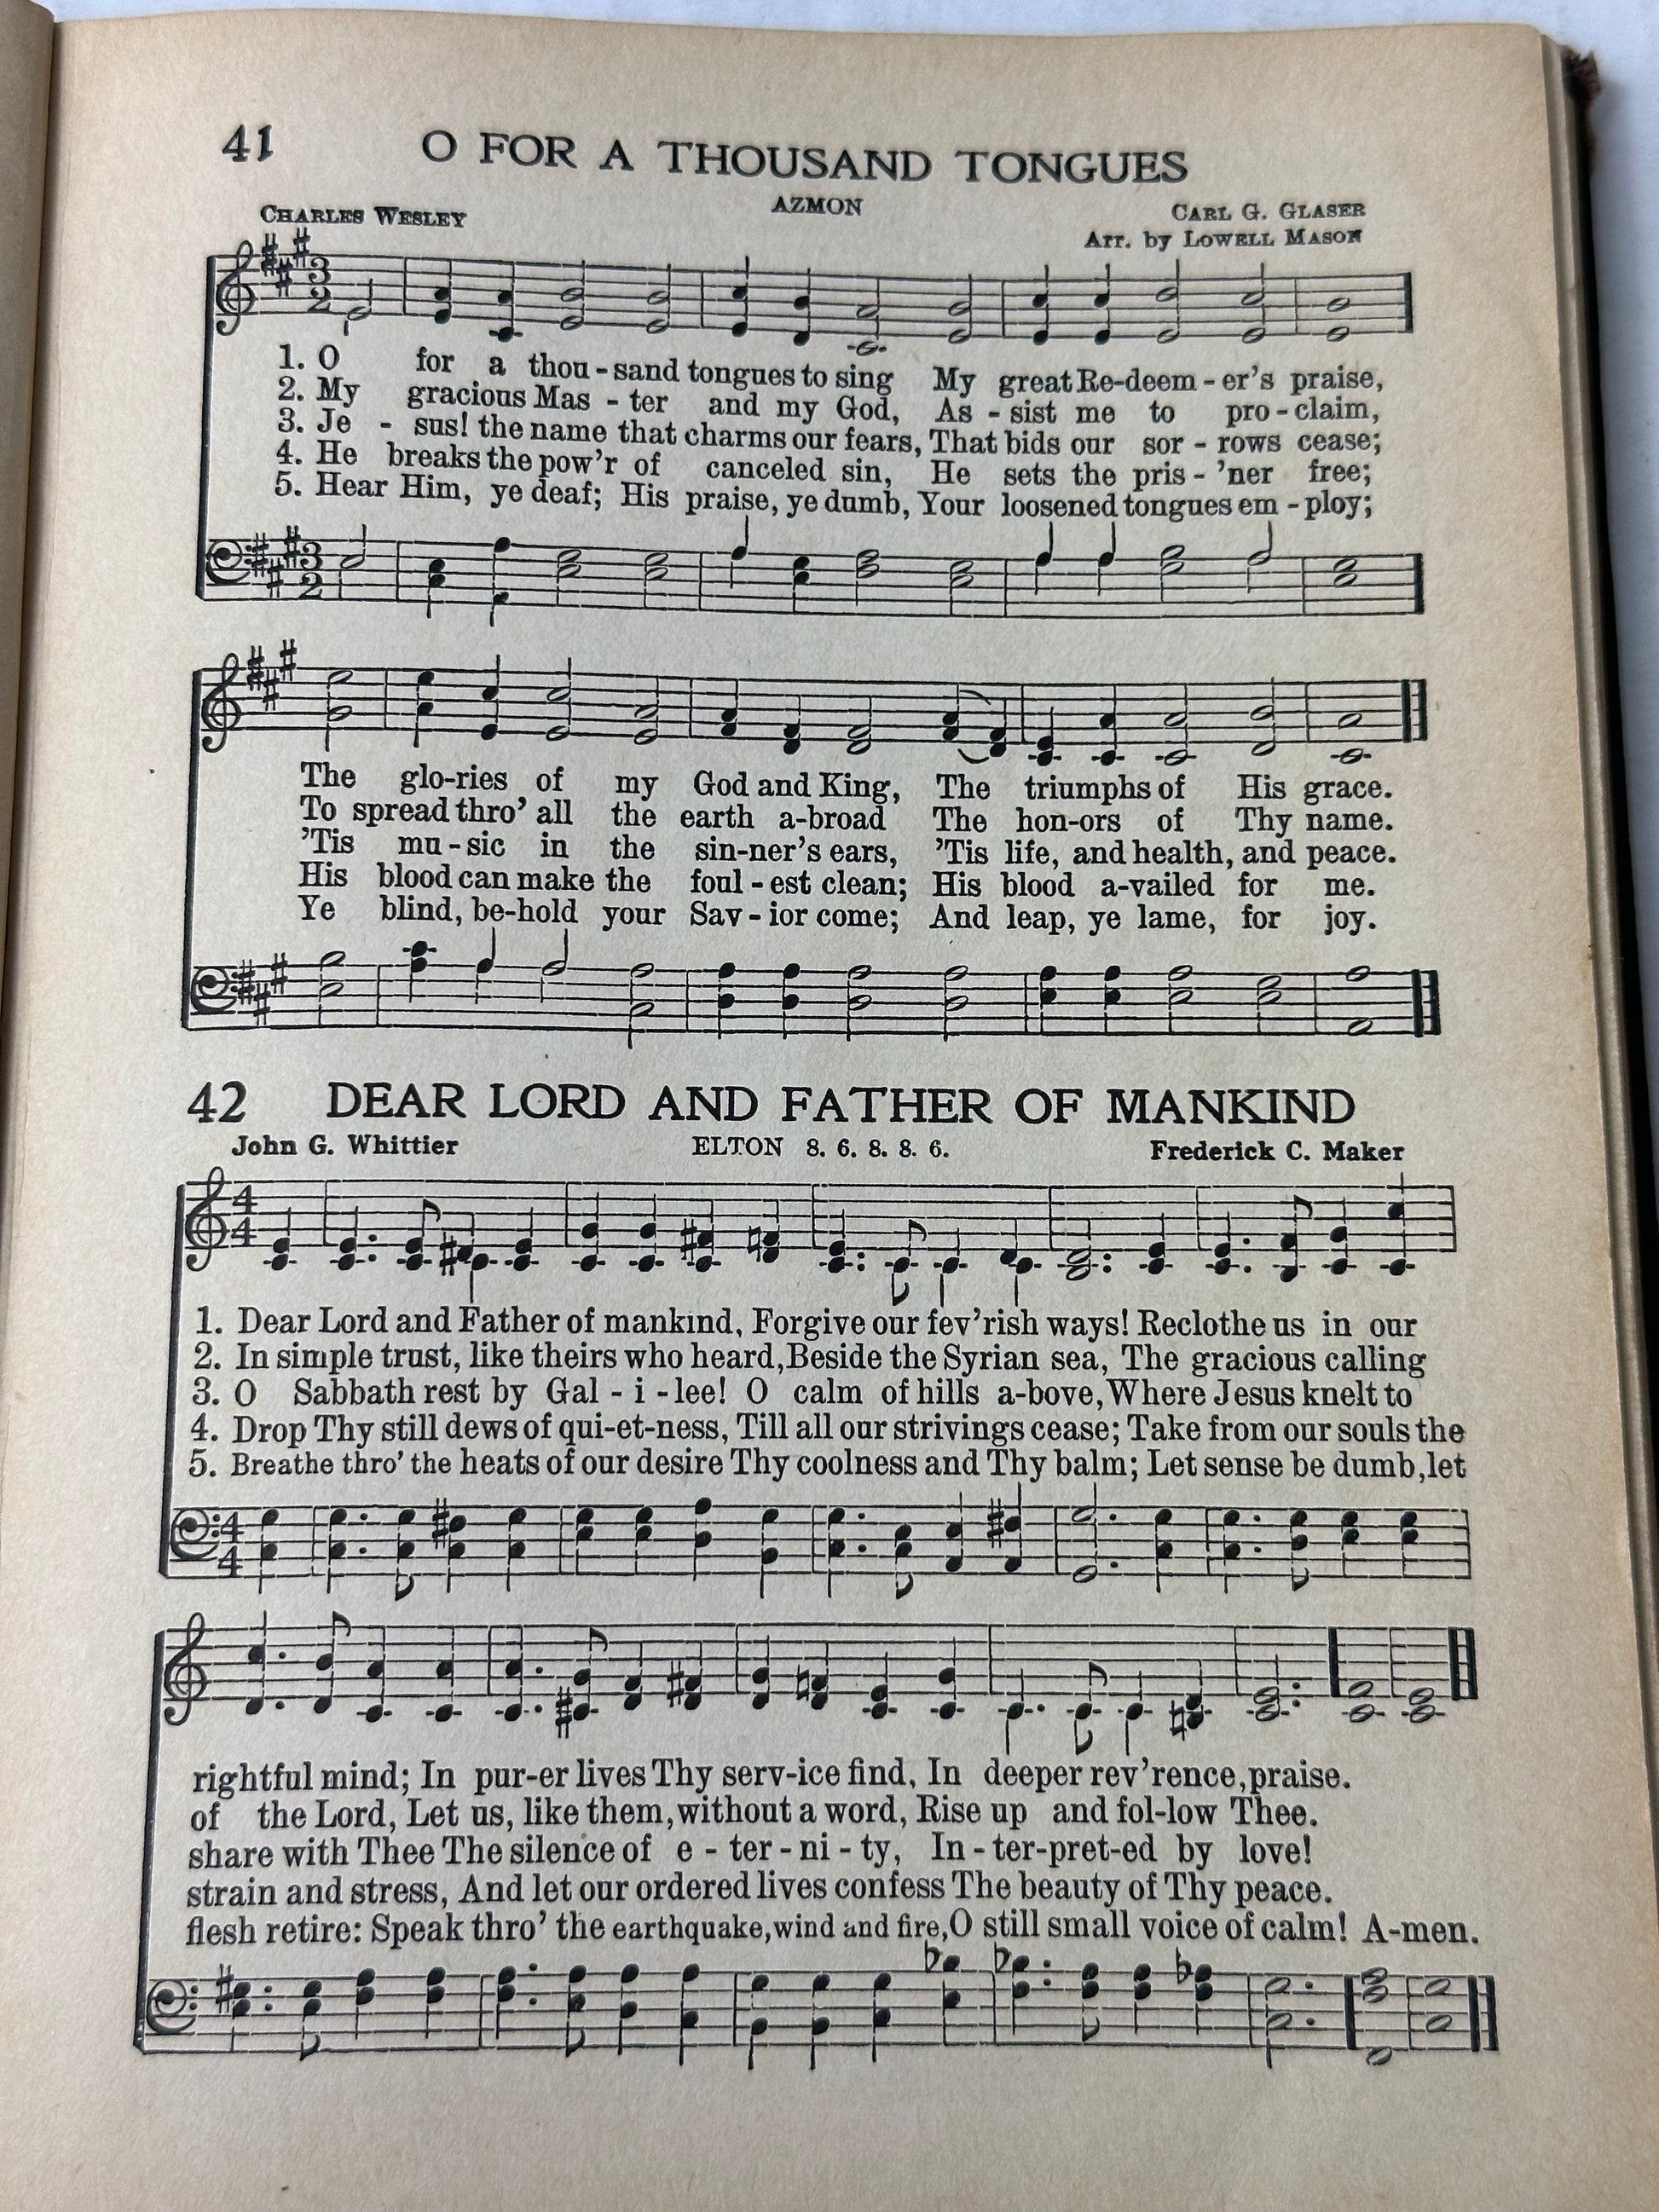 41 O FOR A THOUSAND TONGUES
CHARLES WESLEY AZMON CARL G. GLASER
Arr. by LOWELL MASON
3
2
1. O for a thou-sand tongues to sing My great Re-deem-er's praise,
2. My gracious Mas-ter and my God, As-sist me to pro-claim,
3. Je-sus! the name that charms our fears, That bids our sor-rows cease;
4. He breaks the pow'r of canceled sin, He sets the pris-'ner free;
5. Hear Him, ye deaf; His praise, ye dumb, Your loosened tongues em-ploy;
3
2
The glo-ries of my God and King, The triumphs of His grace.
To spread thro' all the earth a-broad The hon-ors of Thy name.
'Tis mu-sic in the sin-ner's ears, 'Tis life, and health, and peace.
His blood can make the foul-est clean; His blood a-vailed for me.
Ye blind, be-hold your Sav-ior come; And leap, ye lame, for joy.
42 DEAR LORD AND FATHER OF MANKIND
John G. Whittier ELTON 8. 6. 8. 8. 6. Frederick C. Maker
4
4
1. Dear Lord and Father of mankind, Forgive our fev'rish ways! Reclothe us in our
2. In simple trust, like theirs who heard, Beside the Syrian sea, The gracious calling
3. O Sabbath rest by Gal-i-lee! O calm of hills a-bove, Where Jesus knelt to
4. Drop Thy still dews of qui-et-ness, Till all our strivings cease; Take from our souls the
5. Breathe thro' the heats of our desire Thy coolness and Thy balm; Let sense be dumb, let
4
4
rightful mind; In pur-er lives Thy serv-ice find, In deeper rev'rence, praise.
of the Lord, Let us, like them, without a word, Rise up and fol-low Thee.
share with Thee The silence of e-ter-ni-ty, In-ter-pret-ed by love!
strain and stress, And let our ordered lives confess The beauty of Thy peace.
flesh retire: Speak thro' the earthquake, wind and fire, O still small voice of calm! A-men.